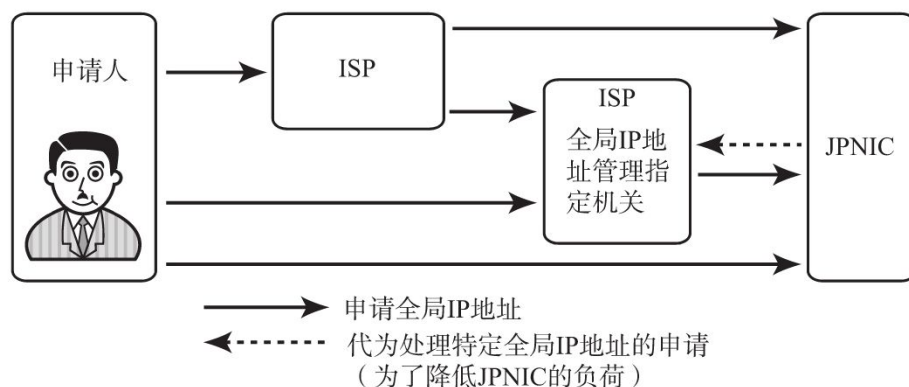 申请人
ISP
ISP
全局IP地
址管理指
定机关
JPNIC
申请全局IP地址
代为处理特定全局IP地址的申请
（为了降低JPNIC的负荷）